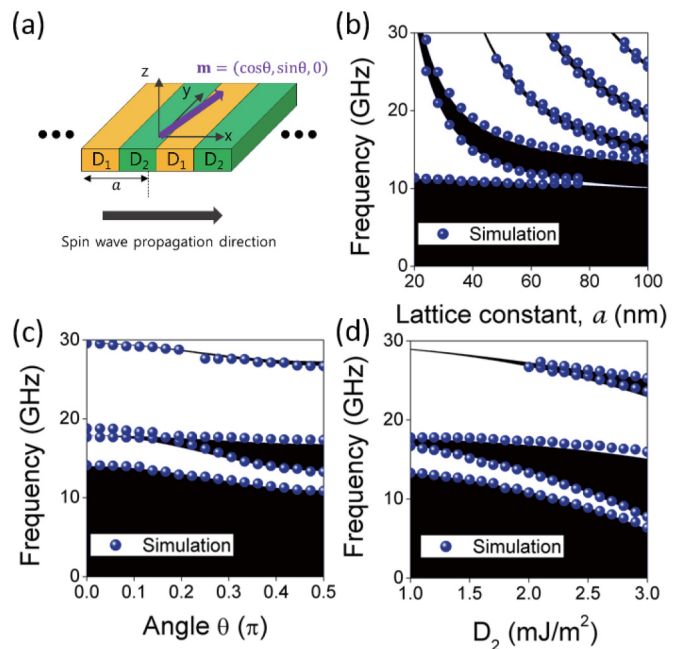 (a)
z
m = (cosθ, sinθ, 0)
y
x
D1 D2 D1 D2
a
Spin wave propagation direction
(b)
Frequency (GHz)
30
20
10
0
Simulation
20 40 60 80 100
Lattice constant, a (nm)
(c)
Frequency (GHz)
30
20
10
0
Simulation
0.0 0.1 0.2 0.3 0.4 0.5
Angle θ (π)
(d)
Frequency (GHz)
30
20
10
0
Simulation
1.0 1.5 2.0 2.5 3.0
D2 (mJ/m²)